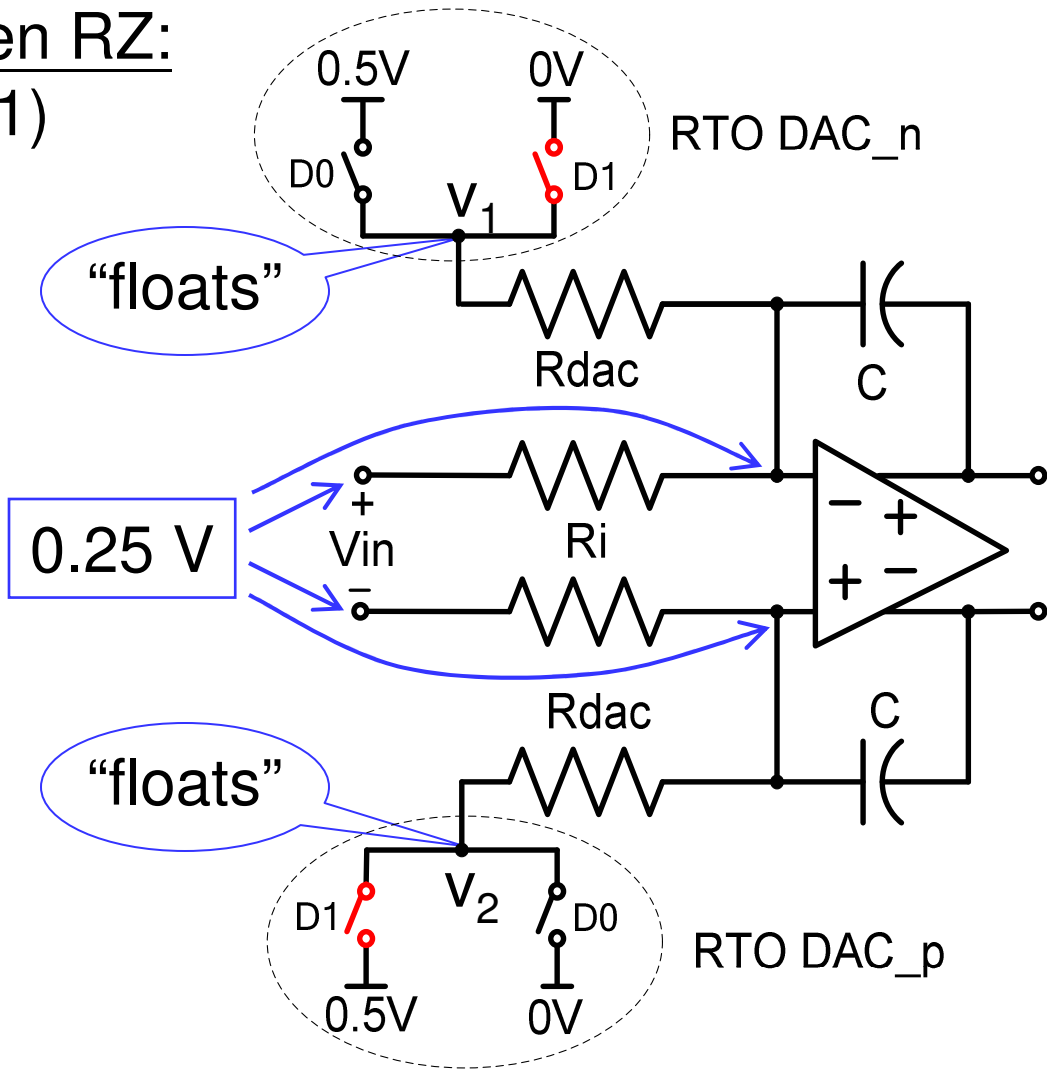 en RZ:
1)
0.5V
0V
RTO DAC_n
D0
D1
V1
“floats”
Rdac
C
+
− +
0.25 V
Vin
Ri
−
+ −
Rdac
C
“floats”
D1
V2
D0
RTO DAC_p
0.5V
0V